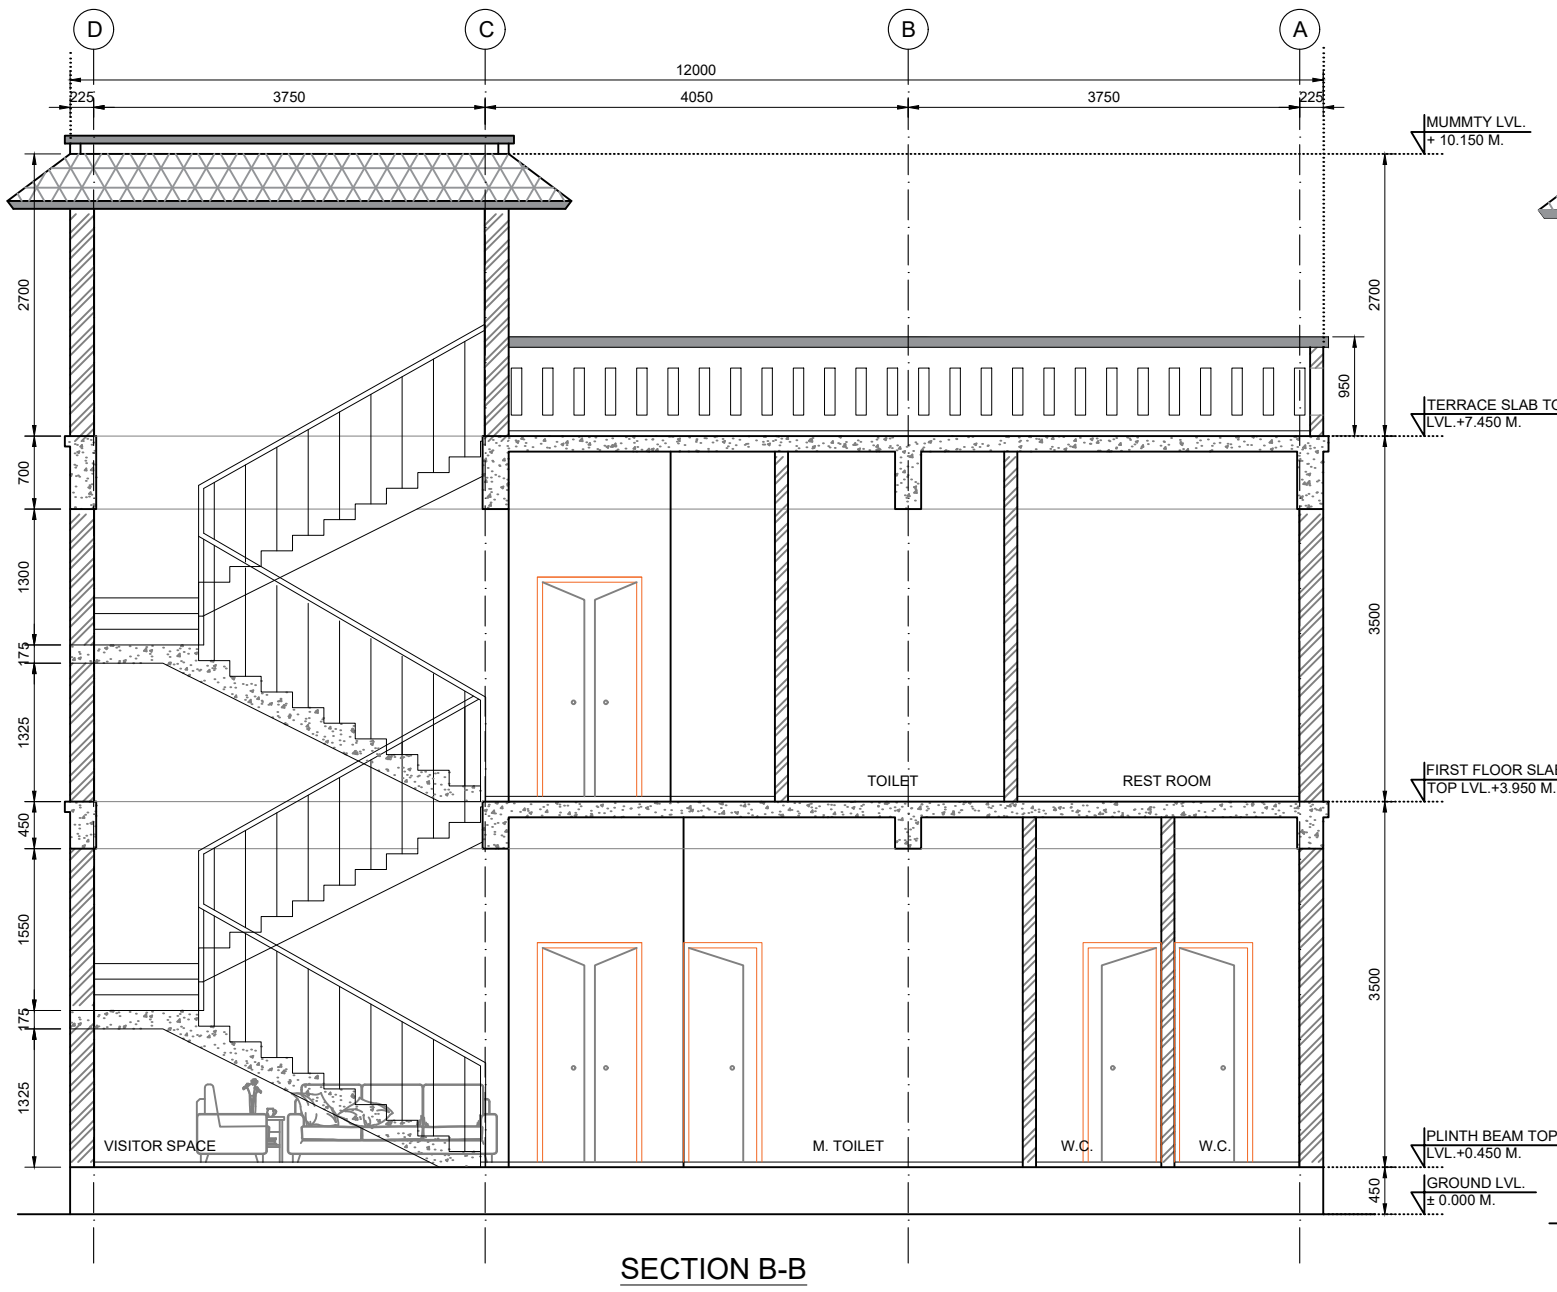 D
C
B
A
12000
225
3750
4050
3750
225
MUMMTY LVL.
+ 10.150 M.
2700
2700
950
TERRACE SLAB TO
LVL.+7.450 M.
700
1300
3500
175
1325
TOILET
REST ROOM
FIRST FLOOR SLAB
TOP LVL.+3.950 M.
450
1550
3500
175
1325
VISITOR SPACE
M. TOILET
W.C.
W.C.
PLINTH BEAM TOP
LVL.+0.450 M.
450
GROUND LVL.
± 0.000 M.
SECTION B-B